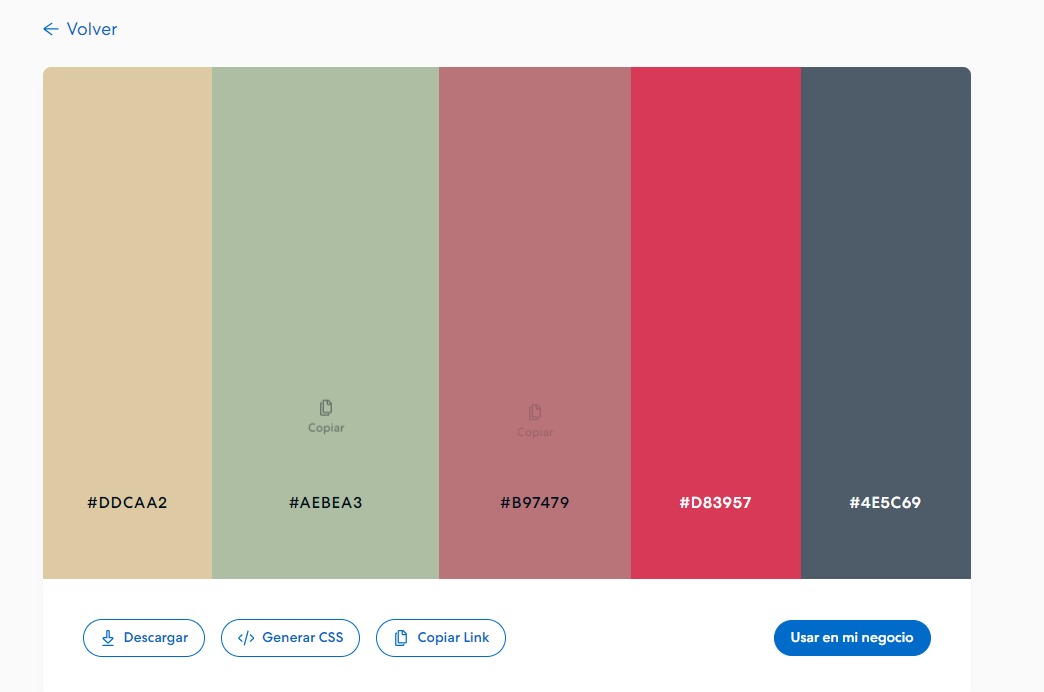 Volver
Copiar
Copiar
#DDCAA2
#AEBEA3
#B97479
#D83957
#4E5C69
Descargar
Generar CSS
Copiar Link
Usar en mi negocio